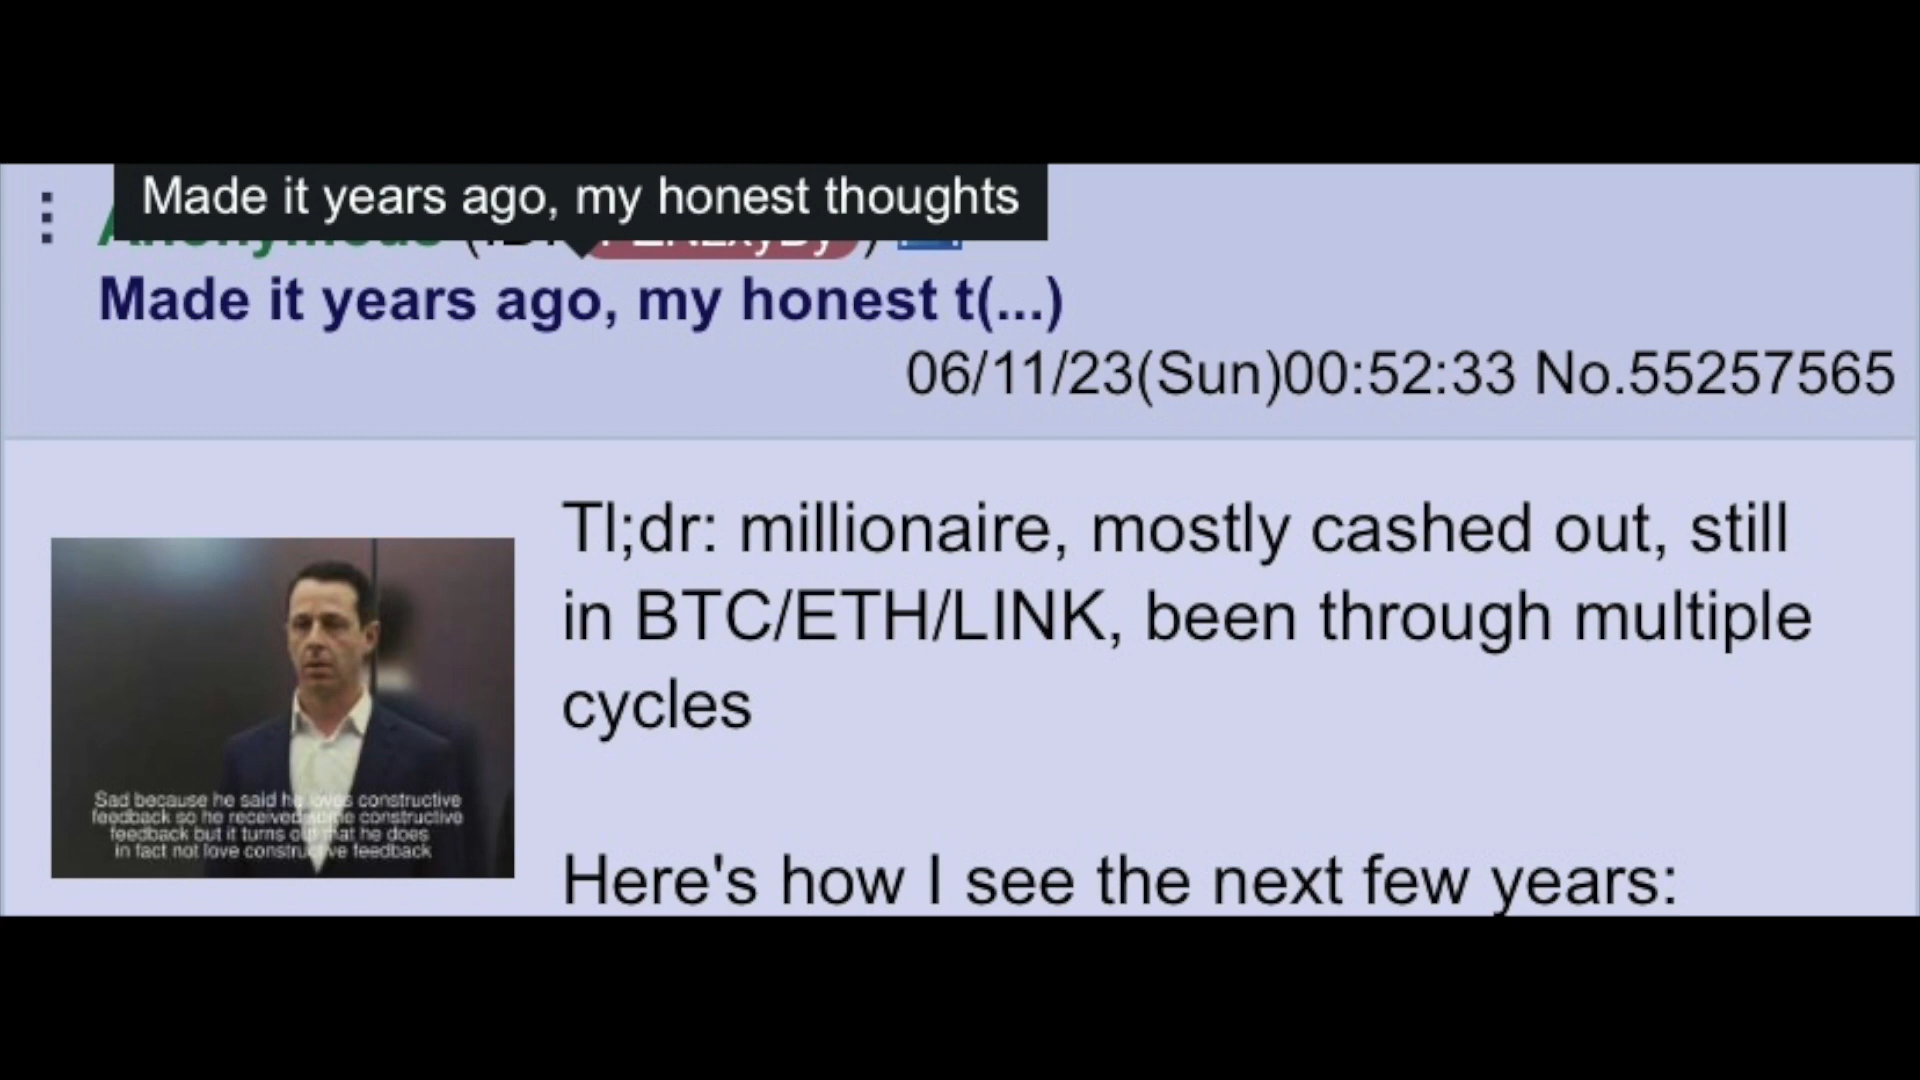 Made it years ago, my honest thoughts
Made it years ago, my honest t(...)
06/11/23(Sun)00:52:33 No.55257565
Tl;dr: millionaire, mostly cashed out, still
in BTC/ETH/LINK, been through multiple
cycles
Sad because he said he loves constructive
feedback so he received some constructive
feedback but it turns out that he does
in fact not love constructive feedback
Here's how I see the next few years: